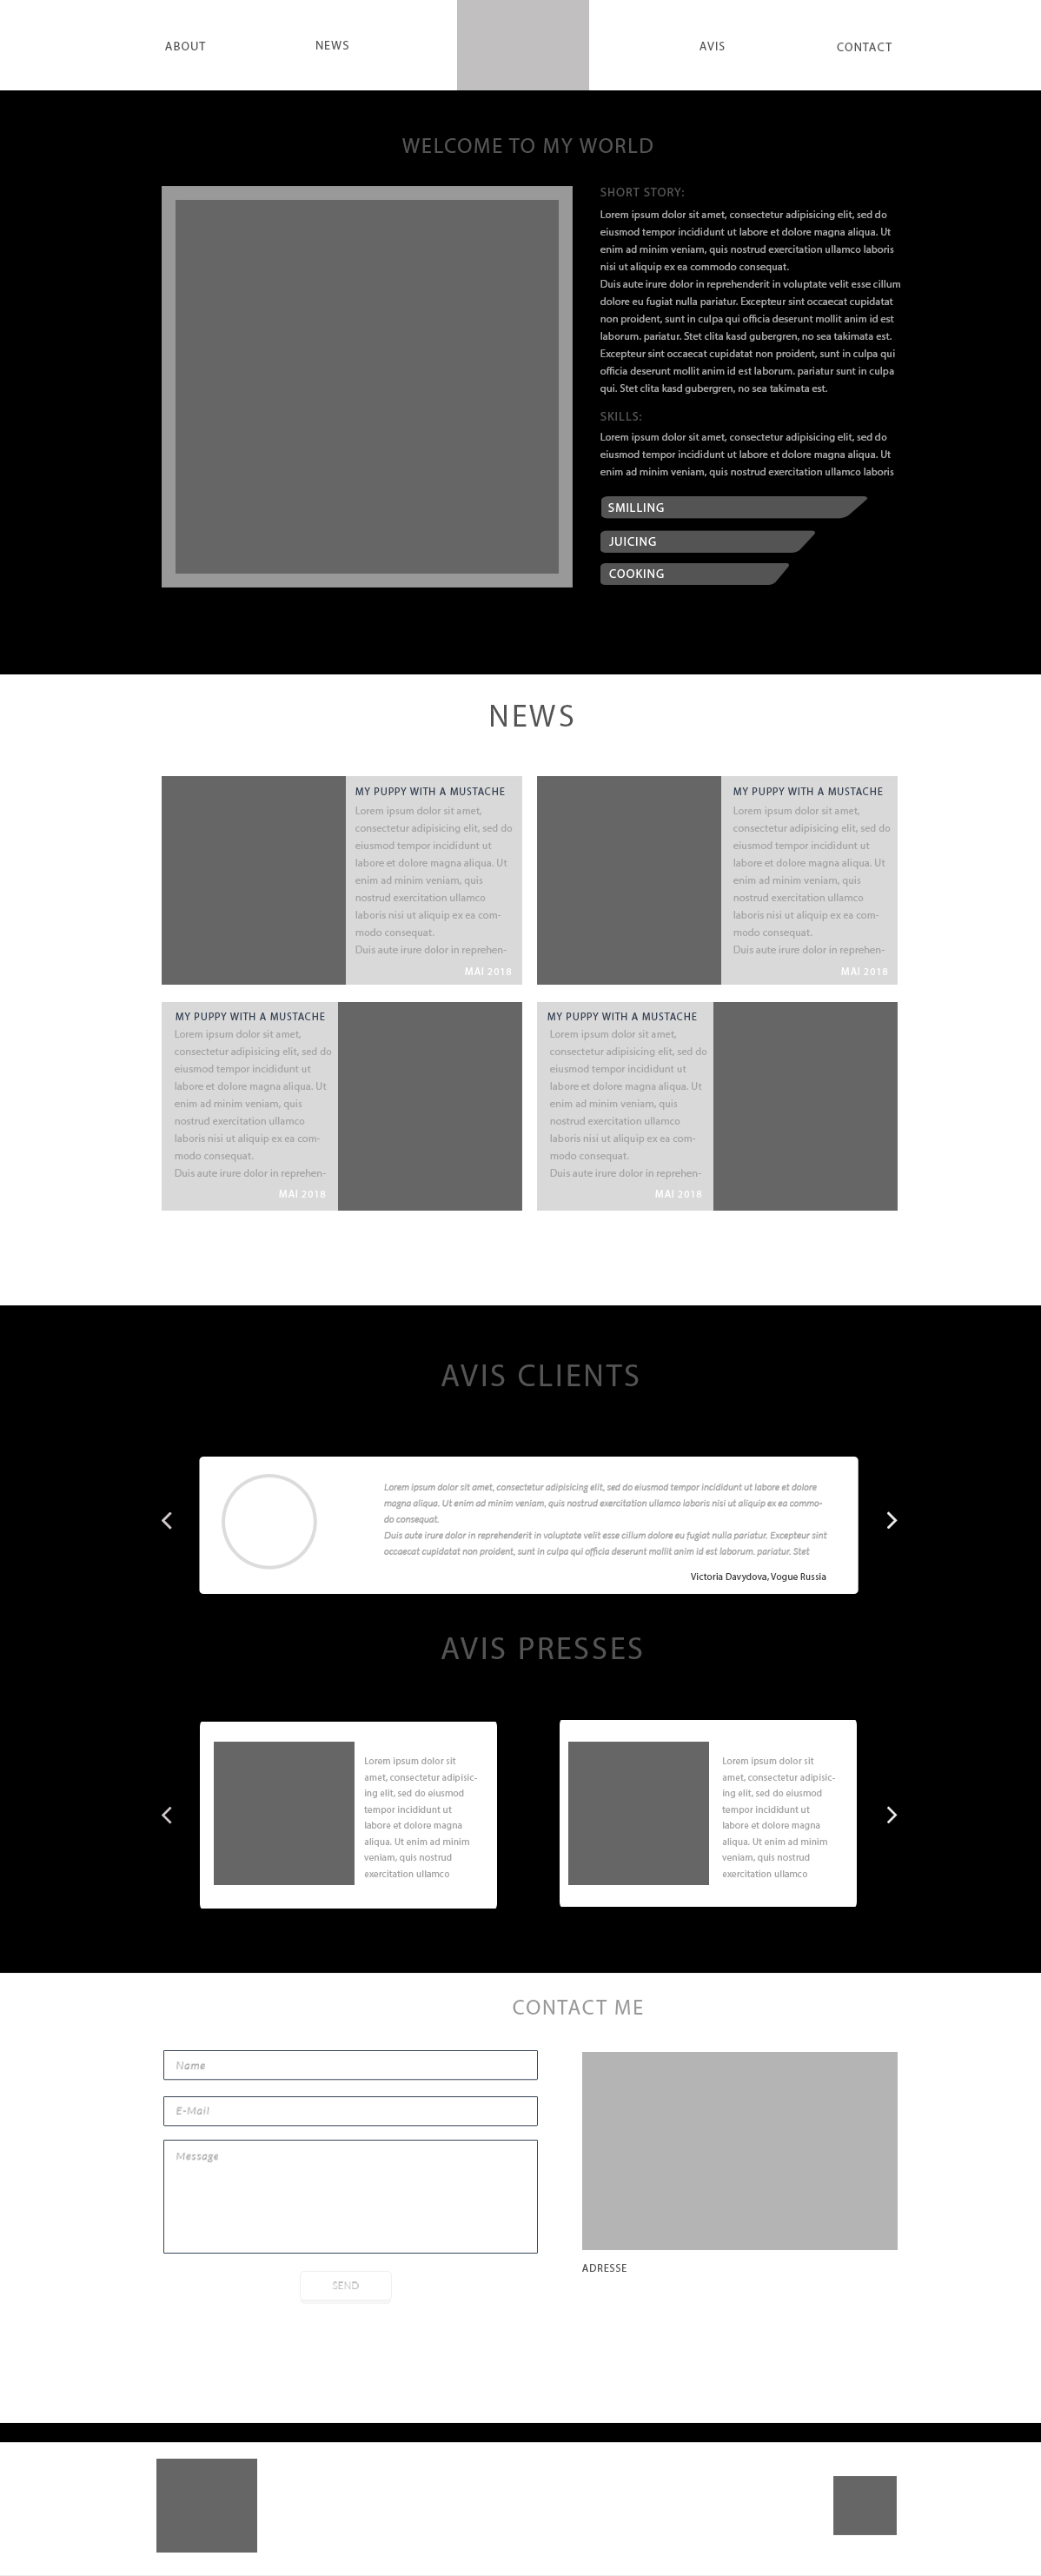 ABOUT
NEWS
AVIS
CONTACT
WELCOME TO MY WORLD
SHORT STORY:
Lorem ipsum dolor sit amet, consectetur adipisicing elit, sed do
eiusmod tempor incididunt ut labore et dolore magna aliqua. Ut
enim ad minim veniam, quis nostrud exercitation ullamco laboris
nisi ut aliquip ex ea commodo consequat.
Duis aute irure dolor in reprehenderit in voluptate velit esse cillum
dolore eu fugiat nulla pariatur. Excepteur sint occaecat cupidatat
non proident, sunt in culpa qui officia deserunt mollit anim id est
laborum. pariatur. Stet clita kasd gubergren, no sea takimata est.
Excepteur sint occaecat cupidatat non proident, sunt in culpa qui
officia deserunt mollit anim id est laborum. pariatur sunt in culpa
qui. Stet clita kasd gubergren, no sea takimata est.
SKILLS:
Lorem ipsum dolor sit amet, consectetur adipisicing elit, sed do
eiusmod tempor incididunt ut labore et dolore magna aliqua. Ut
enim ad minim veniam, quis nostrud exercitation ullamco laboris
SMILLING
JUICING
COOKING
NEWS
MY PUPPY WITH A MUSTACHE
Lorem ipsum dolor sit amet,
consectetur adipisicing elit, sed do
eiusmod tempor incididunt ut
labore et dolore magna aliqua. Ut
enim ad minim veniam, quis
nostrud exercitation ullamco
laboris nisi ut aliquip ex ea com-
modo consequat.
Duis aute irure dolor in reprehen-
MAI 2018
MY PUPPY WITH A MUSTACHE
Lorem ipsum dolor sit amet,
consectetur adipisicing elit, sed do
eiusmod tempor incididunt ut
labore et dolore magna aliqua. Ut
enim ad minim veniam, quis
nostrud exercitation ullamco
laboris nisi ut aliquip ex ea com-
modo consequat.
Duis aute irure dolor in reprehen-
MAI 2018
MY PUPPY WITH A MUSTACHE
Lorem ipsum dolor sit amet,
consectetur adipisicing elit, sed do
eiusmod tempor incididunt ut
labore et dolore magna aliqua. Ut
enim ad minim veniam, quis
nostrud exercitation ullamco
laboris nisi ut aliquip ex ea com-
modo consequat.
Duis aute irure dolor in reprehen-
MAI 2018
MY PUPPY WITH A MUSTACHE
Lorem ipsum dolor sit amet,
consectetur adipisicing elit, sed do
eiusmod tempor incididunt ut
labore et dolore magna aliqua. Ut
enim ad minim veniam, quis
nostrud exercitation ullamco
laboris nisi ut aliquip ex ea com-
modo consequat.
Duis aute irure dolor in reprehen-
MAI 2018
AVIS CLIENTS
Lorem ipsum dolor sit amet, consectetur adipisicing elit, sed do eiusmod tempor incididunt ut labore et dolore
magna aliqua. Ut enim ad minim veniam, quis nostrud exercitation ullamco laboris nisi ut aliquip ex ea commo-
do consequat.
Duis aute irure dolor in reprehenderit in voluptate velit esse cillum dolore eu fugiat nulla pariatur. Excepteur sint
occaecat cupidatat non proident, sunt in culpa qui officia deserunt mollit anim id est laborum. pariatur. Stet
Victoria Davydova, Vogue Russia
AVIS PRESSES
Lorem ipsum dolor sit
amet, consectetur adipisic-
ing elit, sed do eiusmod
tempor incididunt ut
labore et dolore magna
aliqua. Ut enim ad minim
veniam, quis nostrud
exercitation ullamco
Lorem ipsum dolor sit
amet, consectetur adipisic-
ing elit, sed do eiusmod
tempor incididunt ut
labore et dolore magna
aliqua. Ut enim ad minim
veniam, quis nostrud
exercitation ullamco
CONTACT ME
Name
E-Mail
Message
SEND
ADRESSE